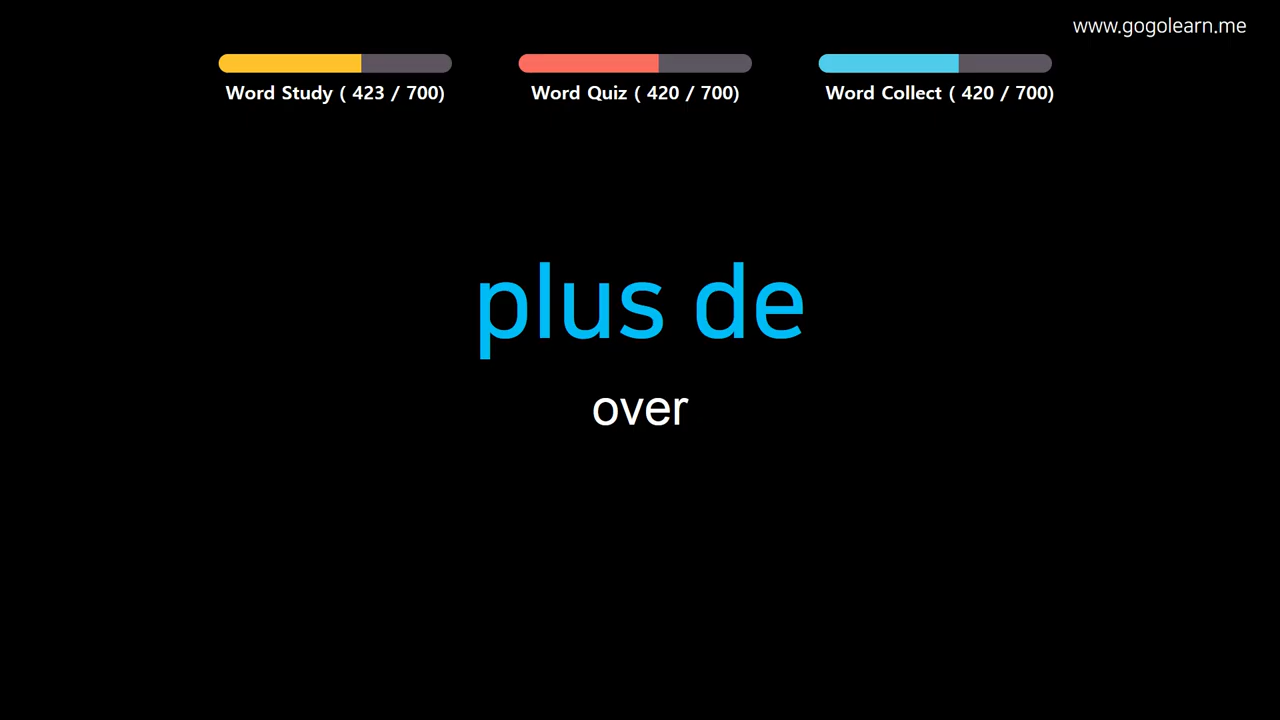 www.gogolearn.me
Word Study ( 423 / 700)
Word Quiz ( 420 / 700)
Word Collect ( 420 / 700)
plus de
over